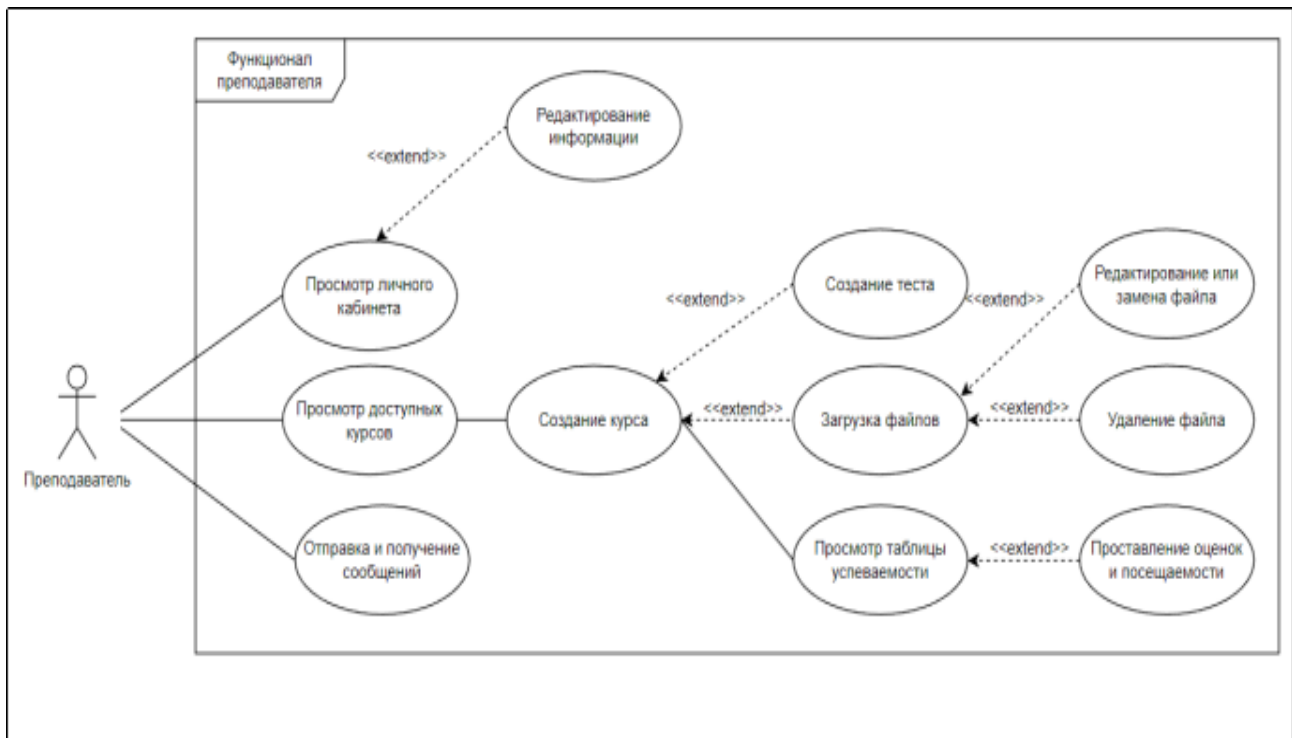 Функционал
преподавателя
Редактирование
информации
<<extend>>
Просмотр личного
кабинета
Создание теста
Редактирование или
замена файла
<<extend>>
<<extend>>
Преподаватель
Просмотр доступных
курсов
Создание курса
<<extend>>
Загрузка файлов
<<extend>>
Удаление файла
Отправка и получение
сообщений
Просмотр таблицы
успеваемости
<<extend>>
Проставление оценок
и посещаемости